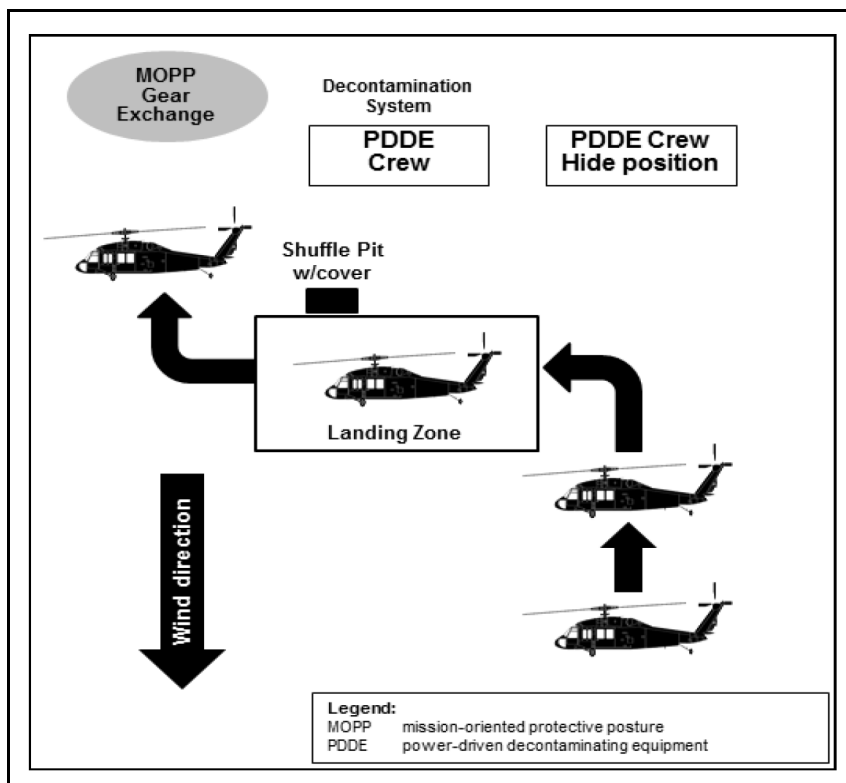 MOPP
Gear
Exchange
Decontamination
System
PDDE
Crew
PDDE Crew
Hide position
Shuffle Pit
w/cover
Landing Zone
Wind direction
Legend:
MOPP mission-oriented protective posture
PDDE power-driven decontaminating equipment